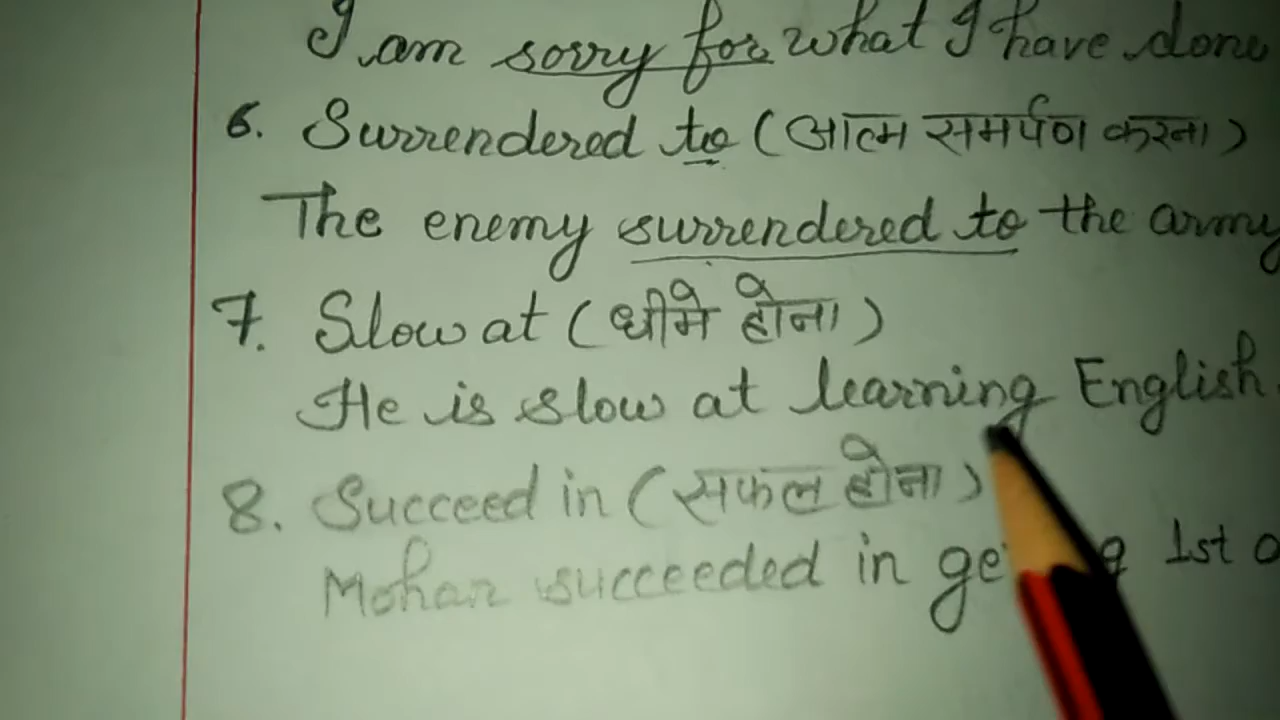 I am sorry for what I have done
6. Surrendered to (आत्म समर्पण करना)
The enemy surrendered to the army
7. Slow at (धीमे होना)
He is slow at learning English.
8. Succeed in (सफल होना)
Mohan succeeded in 1st